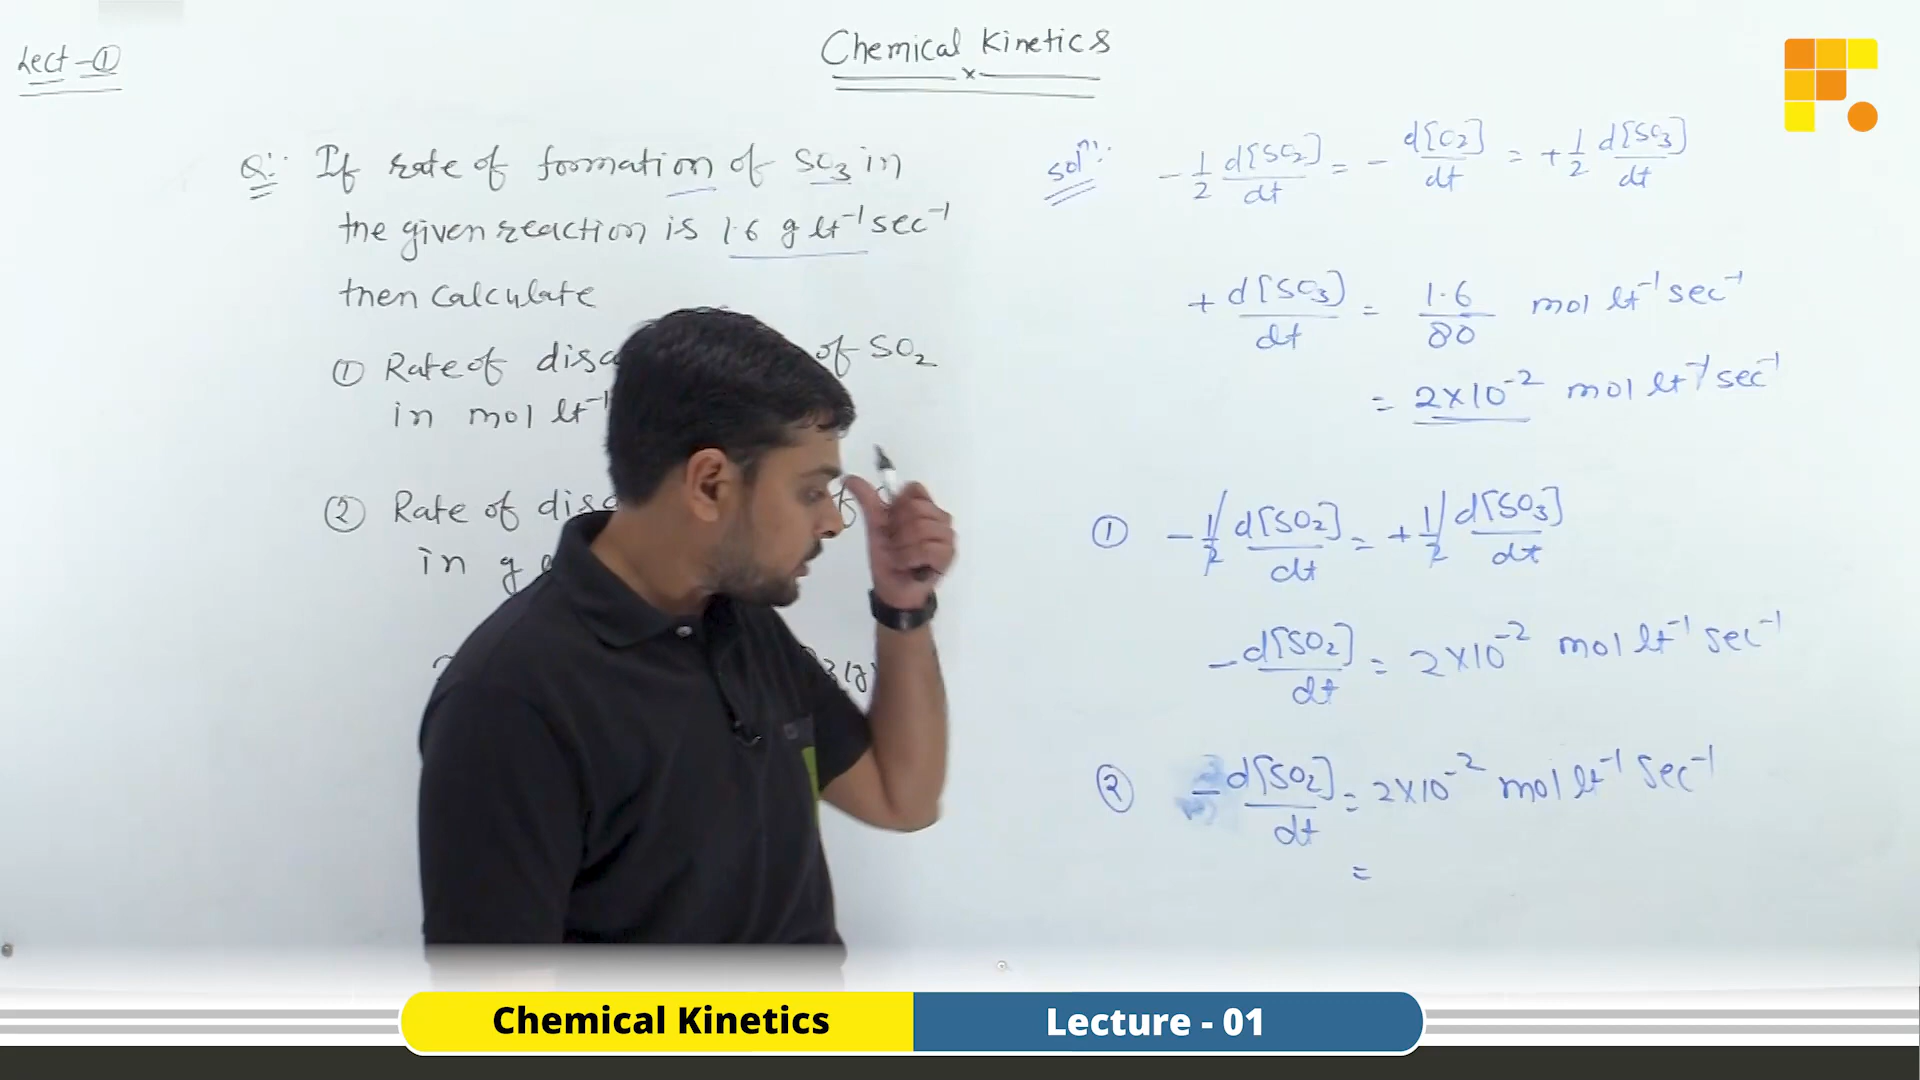 Lect-①
Chemical Kinetics
Q:- If rate of formation of SO₃ in
the given reaction is 1.6 g lt⁻¹ sec⁻¹
then Calculate
① Rate of of SO₂
in mol lt⁻¹
② Rate of
in g
Solⁿ:- -1/2 d[SO₂]/dt = - d[O₂]/dt = +1/2 d[SO₃]/dt
+ d[SO₃]/dt = 1.6/80 mol lt⁻¹ sec⁻¹
= 2×10⁻² mol lt⁻¹ sec⁻¹
① -1/2 d[SO₂]/dt = +1/2 d[SO₃]/dt
- d[SO₂]/dt = 2×10⁻² mol lt⁻¹ sec⁻¹
② - d[SO₂]/dt = 2×10⁻² mol lt⁻¹ sec⁻¹
=
Chemical Kinetics
Lecture - 01